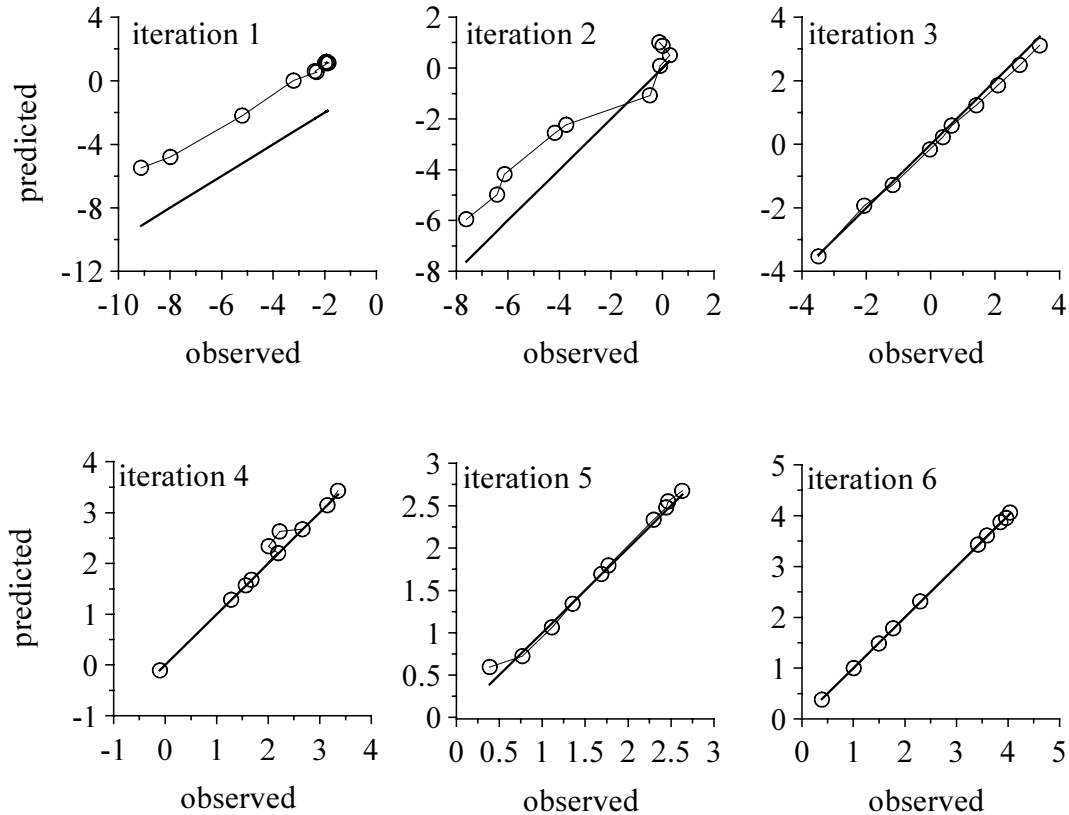 iteration 1
4
0
-4
-8
-12
predicted
-10 -8 -6 -4 -2 0
observed
iteration 2
2
0
-2
-4
-6
-8
-8 -6 -4 -2 0 2
observed
iteration 3
4
2
0
-2
-4
-4 -2 0 2 4
observed
iteration 4
4
3
2
1
0
-1
predicted
-1 0 1 2 3 4
observed
iteration 5
3
2.5
2
1.5
1
0.5
0
0 0.5 1 1.5 2 2.5 3
observed
iteration 6
5
4
3
2
1
0
0 1 2 3 4 5
observed